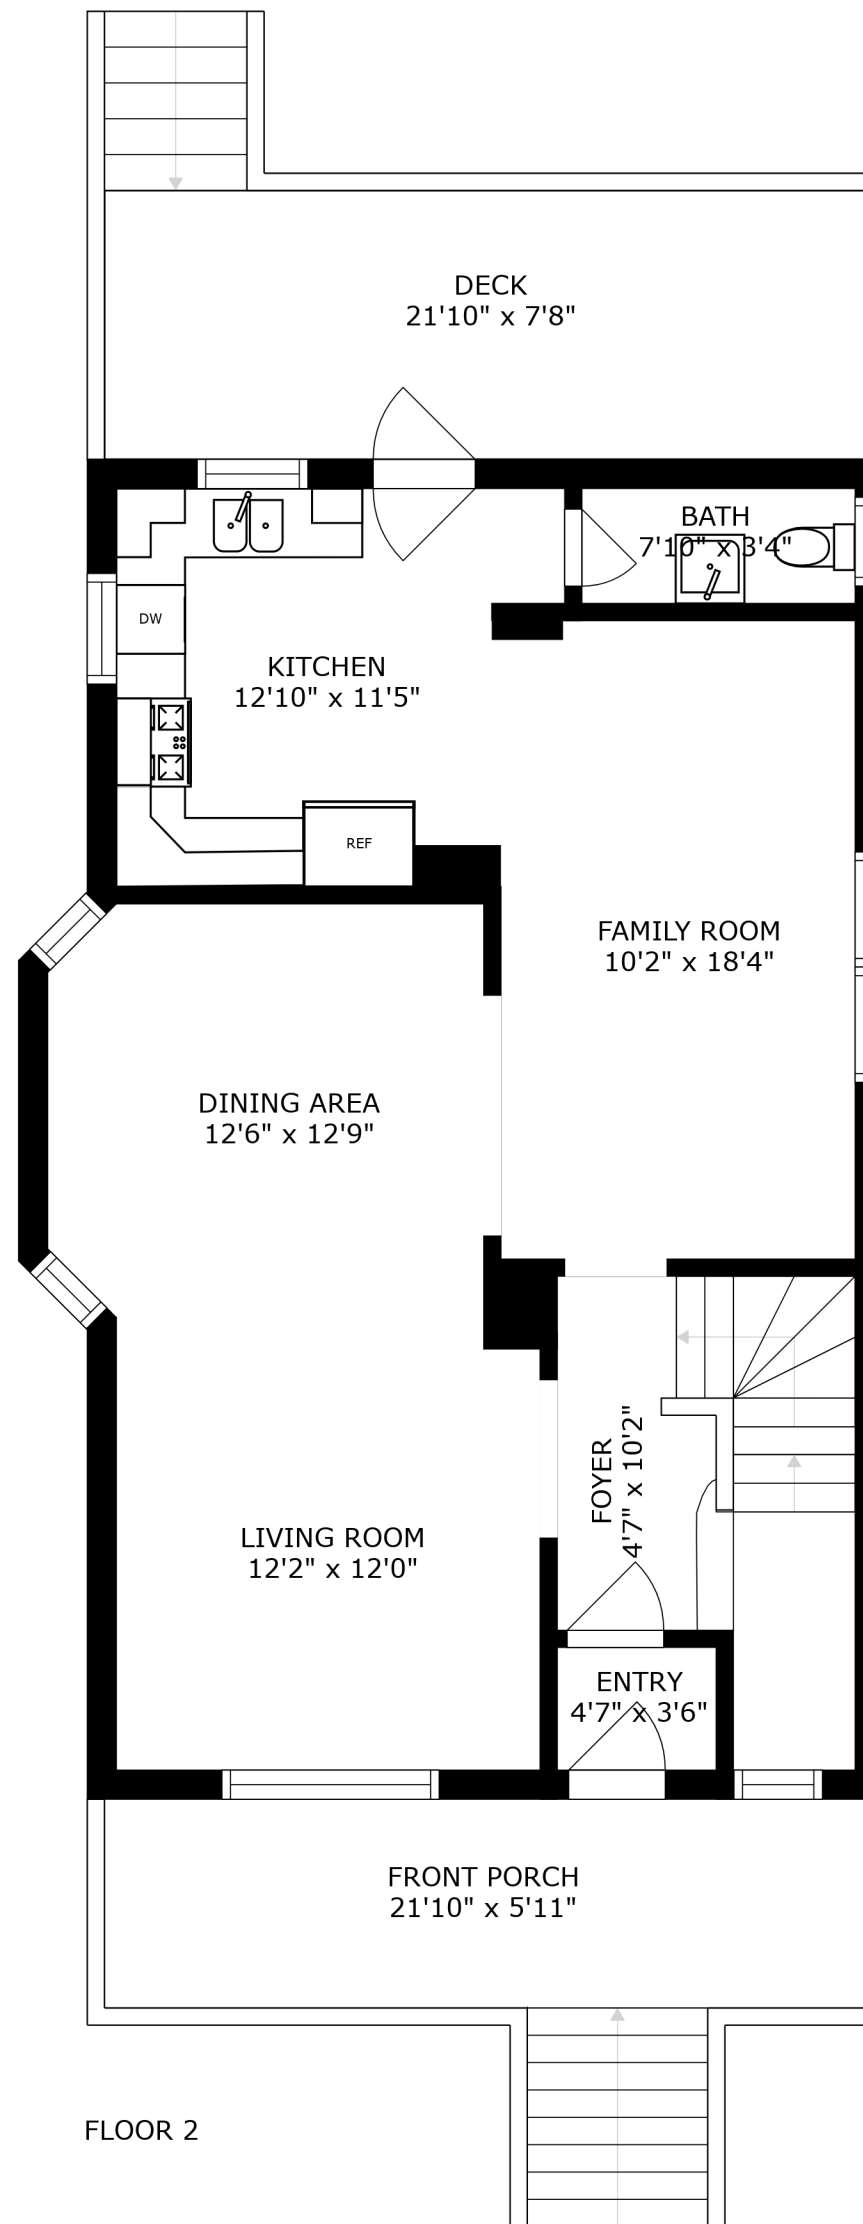 DECK
21'10" x 7'8"
BATH
7'10" x 3'4"
DW
KITCHEN
12'10" x 11'5"
REF
FAMILY ROOM
10'2" x 18'4"
DINING AREA
12'6" x 12'9"
FOYER
4'7" x 10'2"
LIVING ROOM
12'2" x 12'0"
ENTRY
4'7" x 3'6"
FRONT PORCH
21'10" x 5'11"
FLOOR 2